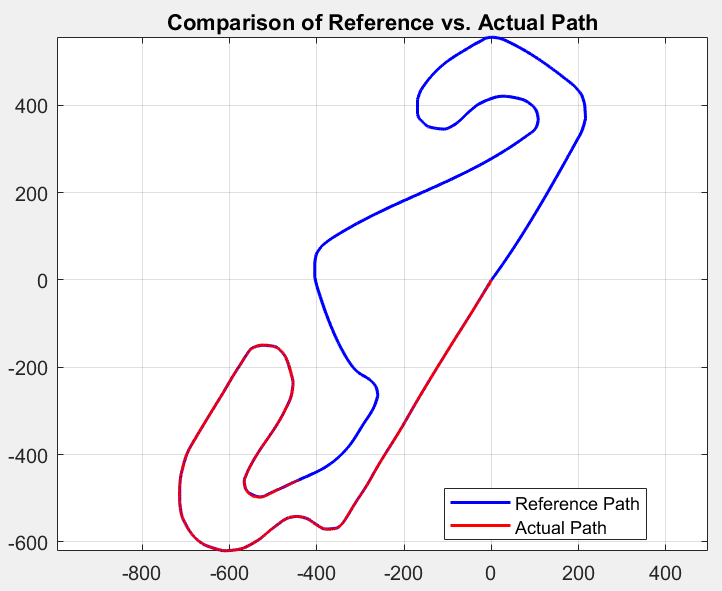 Comparison of Reference vs. Actual Path
400
200
0
-200
-400
-600
Reference Path
Actual Path
-800 -600 -400 -200 0 200 400